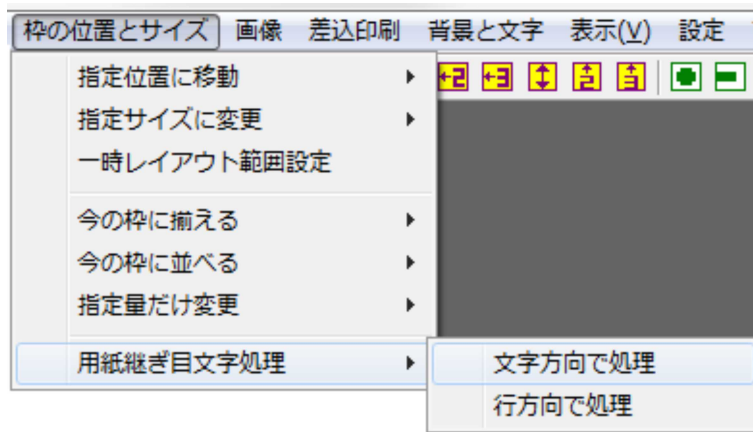 枠の位置とサイズ 画像 差込印刷 背景と文字 表示(V) 設定
指定位置に移動
指定サイズに変更
一時レイアウト範囲設定
今の枠に揃える
今の枠に並べる
指定量だけ変更
用紙継ぎ目文字処理
文字方向で処理
行方向で処理